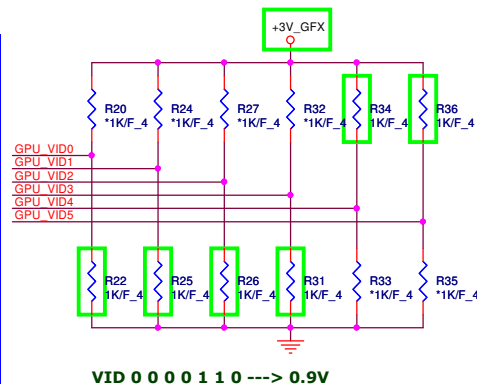 +3V_GFX
R20 R24 R27 R32 R34 R36
*1K/F_4 *1K/F_4 *1K/F_4 *1K/F_4 1K/F_4 1K/F_4
GPU_VID0
GPU_VID1
GPU_VID2
GPU_VID3
GPU_VID4
GPU_VID5
R22 R25 R26 R31 R33 R35
1K/F_4 1K/F_4 1K/F_4 1K/F_4 *1K/F_4 *1K/F_4
VID 0 0 0 0 1 1 0 ---> 0.9V